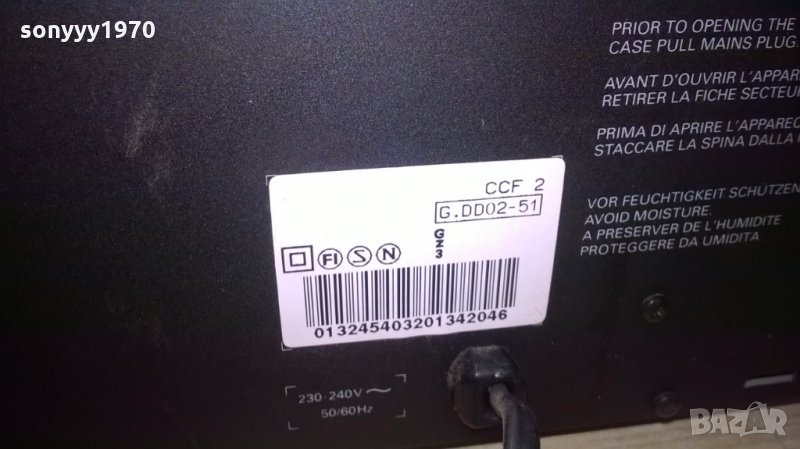 sonyyy1970
PRIOR TO OPENING THE
CASE PULL MAINS PLUG.
AVANT D'OUVRIR L'APPAR
RETIRER LA FICHE SECTEU
PRIMA DI APRIRE L'APPAREC
STACCARE LA SPINA DALLA
VOR FEUCHTIGKEIT SCHÜTZEN
AVOID MOISTURE.
A PRESERVER DE L'HUMIDITE
PROTEGGERE DA UMIDITA
CCF 2
G.DD02-51
GZ3
FI S N
013245403201342046
230-240V ~
50/60Hz
BAZAR